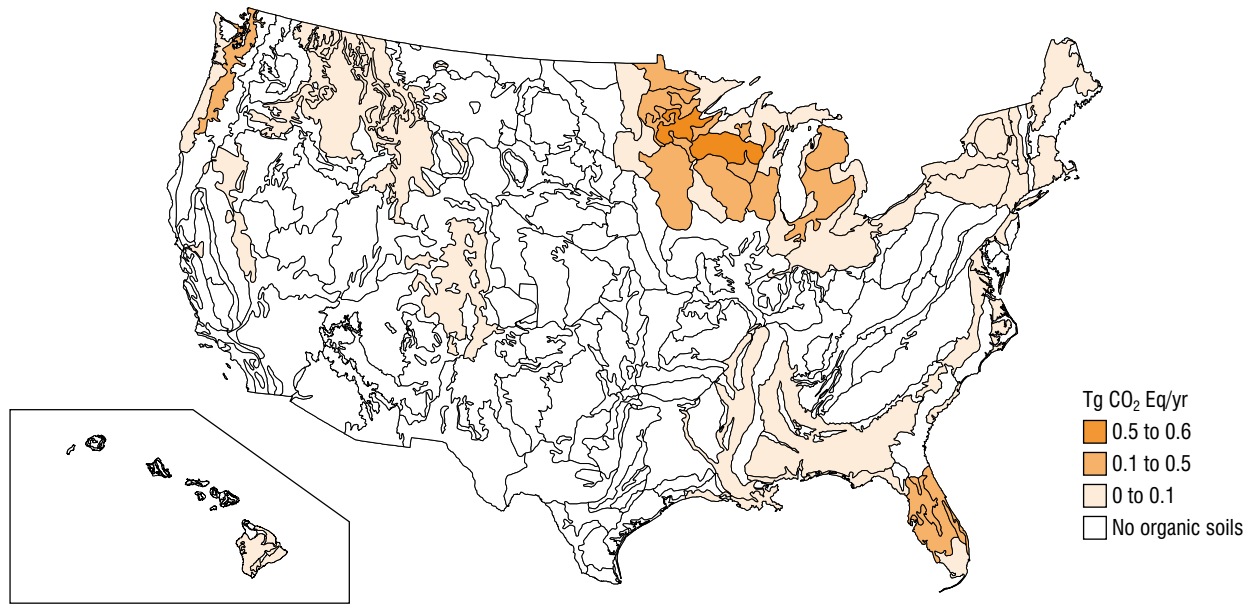 Tg CO₂ Eq/yr
0.5 to 0.6
0.1 to 0.5
0 to 0.1
No organic soils